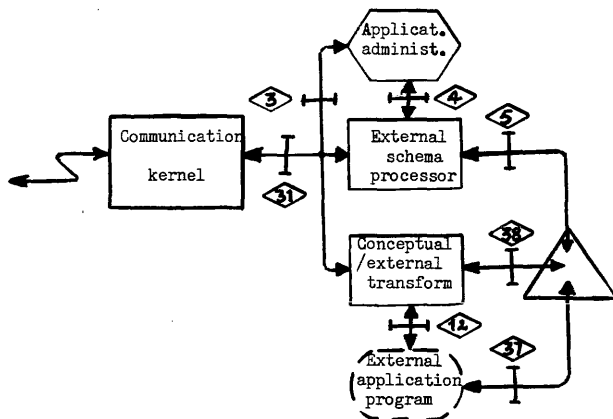 Applicat.
administ.
3
4
5
Communication
kernel
External
schema
processor
31
Conceptual
/external
transform
38
12
External
application
program
37